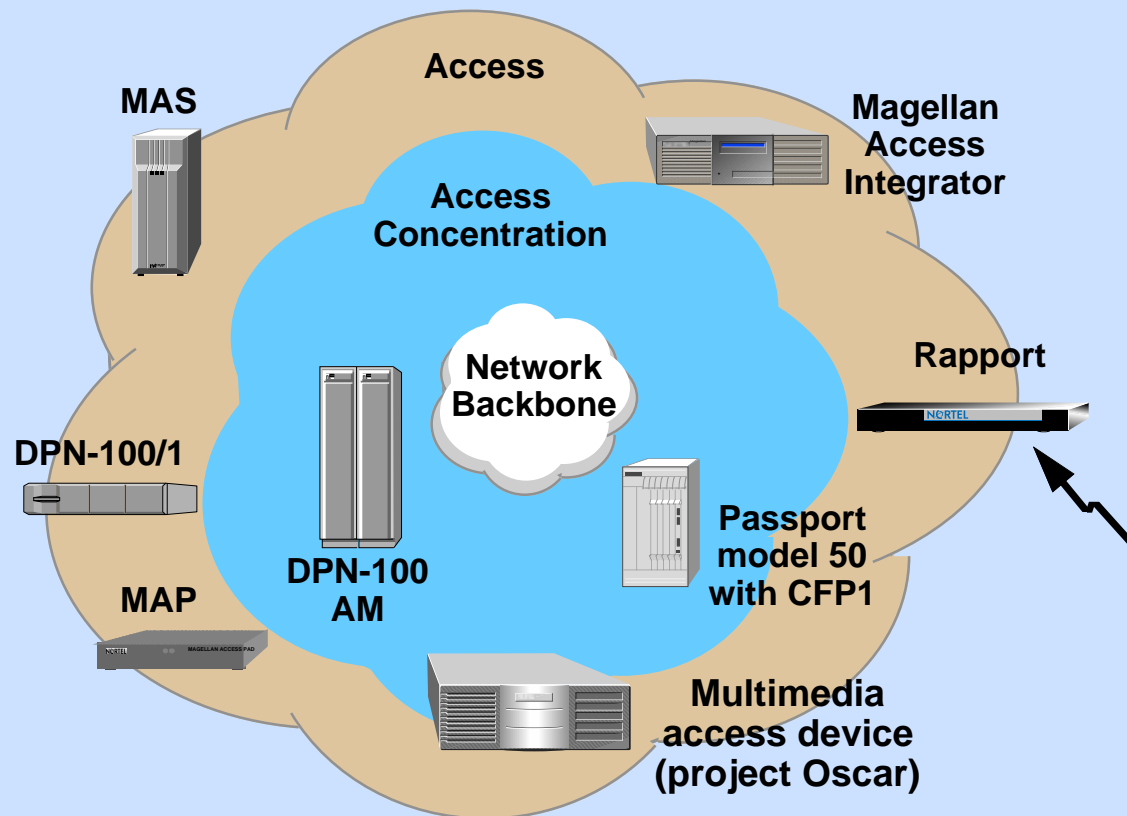 Access
MAS
Magellan
Access
Integrator
Access
Concentration
Network
Backbone
Rapport
NORTEL
DPN-100/1
Passport
model 50
with CFP1
DPN-100
AM
MAP
NORTEL
MAGELLAN ACCESS PAD
Multimedia
access device
(project Oscar)